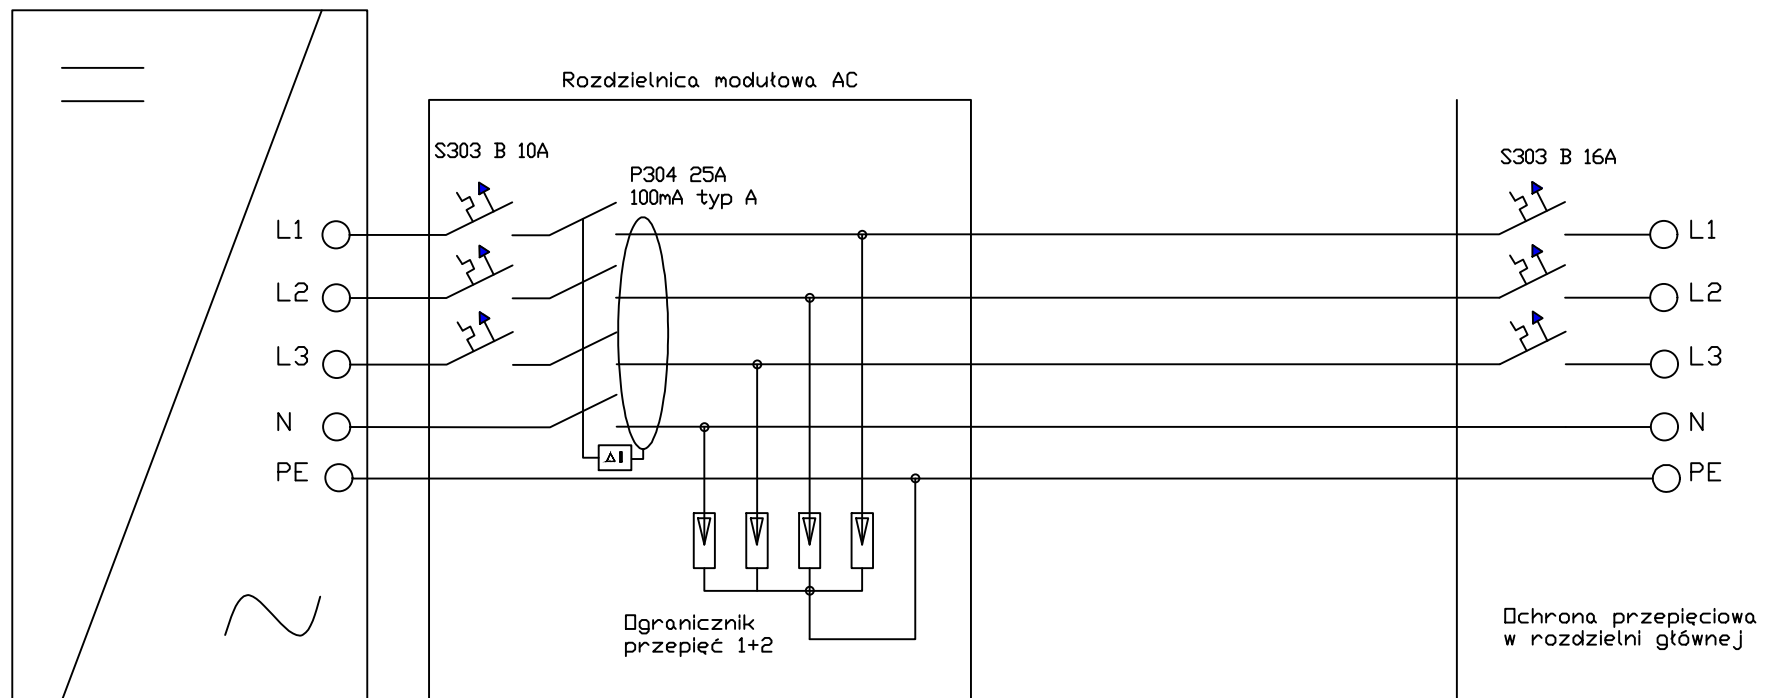 Rozdzielnica modułowa AC
S303 B 10A
P304 25A
100mA typ A
S303 B 16A
L1
L1
L2
L2
L3
L3
N
N
PE
PE
ΔI
Ogranicznik
przepięć 1+2
Ochrona przepięciowa
w rozdzielni głównej